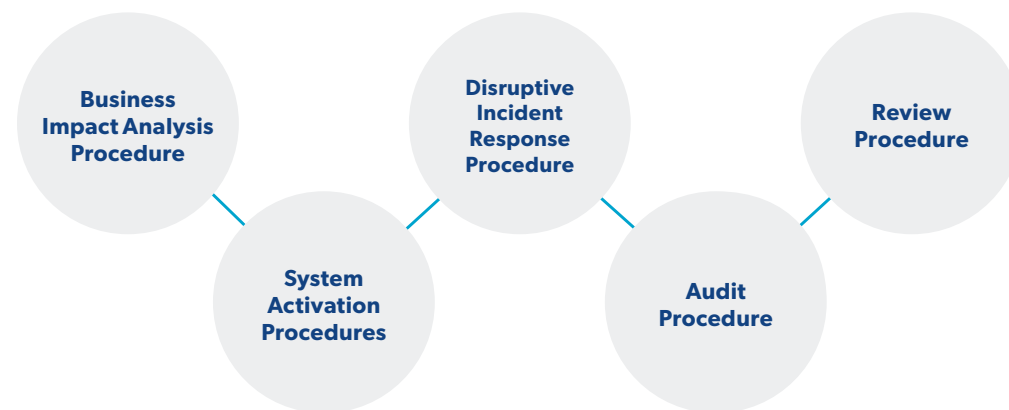 Business
Impact Analysis
Procedure
System
Activation
Procedures
Disruptive
Incident
Response
Procedure
Audit
Procedure
Review
Procedure